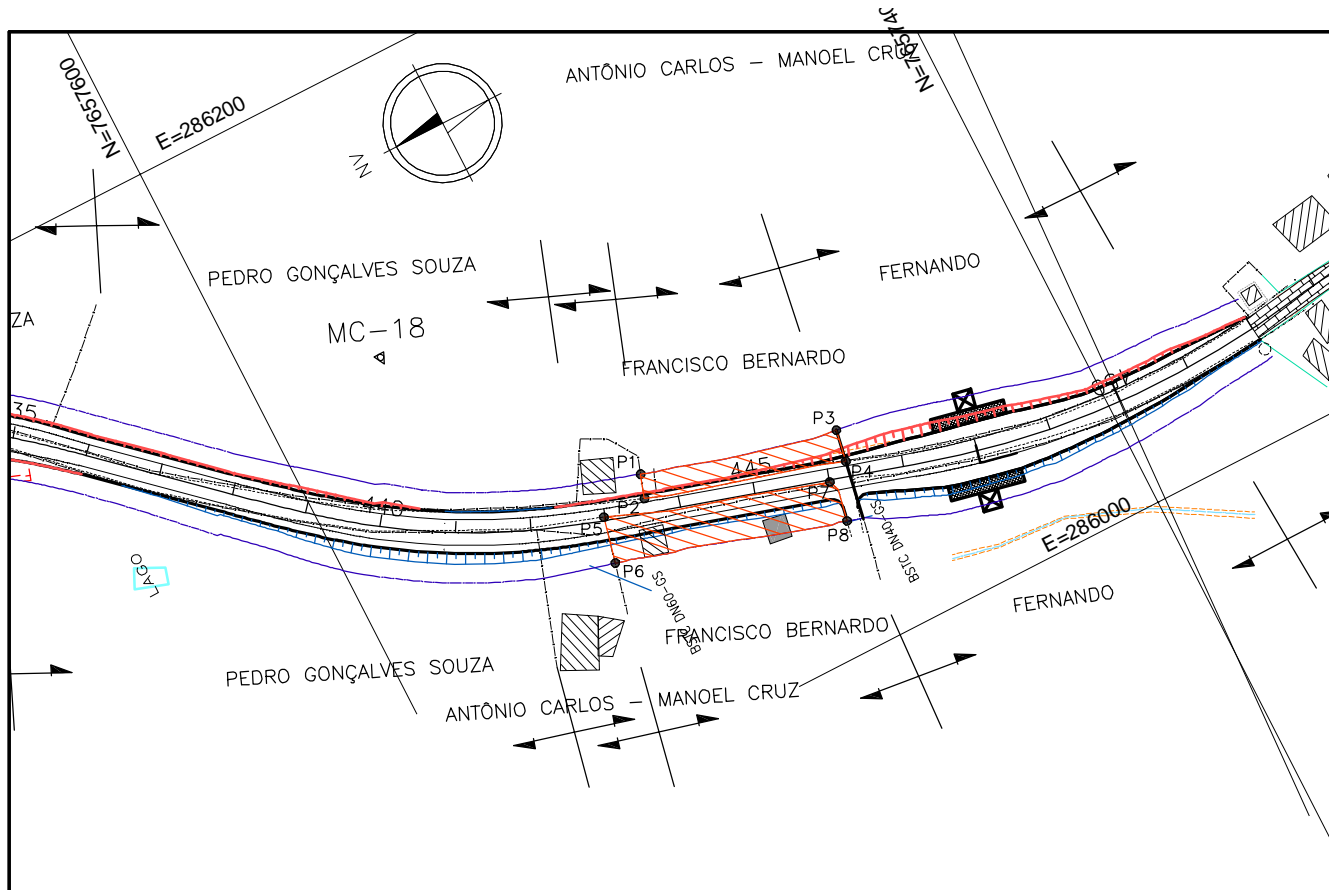 ANTÔNIO CARLOS – MANOEL CRUZ
N=7657600
E=286200
NV
PEDRO GONÇALVES SOUZA
FERNANDO
ZA
MC-18
FRANCISCO BERNARDO
35
440
445
P1
P2
P3
P4
P5
P6
P7
P8
LAGO
BSTC DN60-GS
BSTC DN40-GS
E=286000
FERNANDO
FRANCISCO BERNARDO
PEDRO GONÇALVES SOUZA
ANTÔNIO CARLOS – MANOEL CRUZ